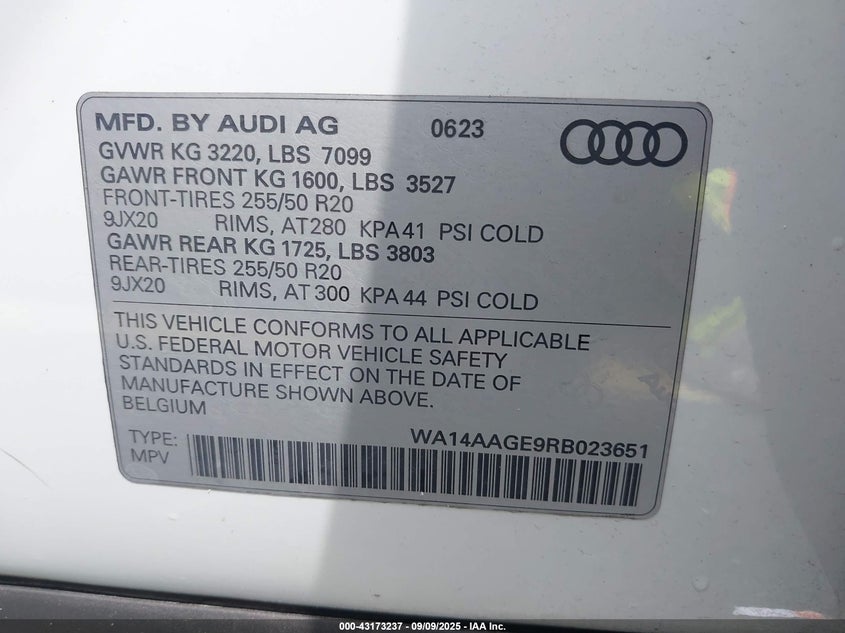 MFD. BY AUDI AG 0623
GVWR KG 3220, LBS 7099
GAWR FRONT KG 1600, LBS 3527
FRONT-TIRES 255/50 R20
9JX20 RIMS, AT280 KPA41 PSI COLD
GAWR REAR KG 1725, LBS 3803
REAR-TIRES 255/50 R20
9JX20 RIMS, AT 300 KPA 44 PSI COLD
THIS VEHICLE CONFORMS TO ALL APPLICABLE
U.S. FEDERAL MOTOR VEHICLE SAFETY
STANDARDS IN EFFECT ON THE DATE OF
MANUFACTURE SHOWN ABOVE.
BELGIUM
WA14AAGE9RB023651
TYPE:
MPV
000-43173237 - 09/09/2025 - IAA Inc.